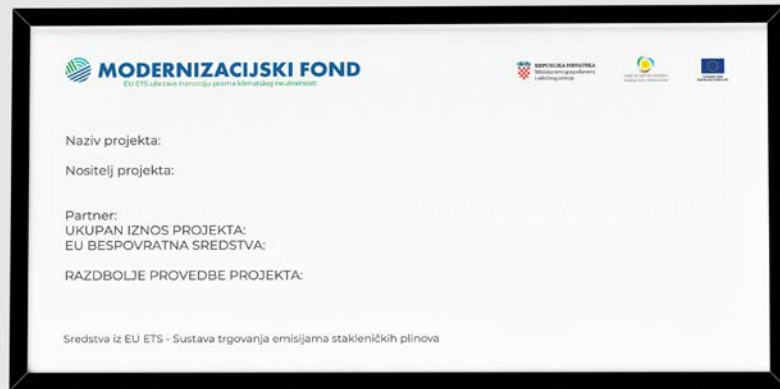 MODERNIZACIJSKI FOND
EU ETS ubrzava tranziciju prema klimatskoj neutralnosti
REPUBLIKA HRVATSKA
Ministarstvo gospodarstva
i održivog razvoja
Naziv projekta:
Nositelj projekta:
Partner:
UKUPAN IZNOS PROJEKTA:
EU BESPOVRATNA SREDSTVA:
RAZDOBLJE PROVEDBE PROJEKTA:
Sredstva iz EU ETS - Sustava trgovanja emisijama stakleničkih plinova